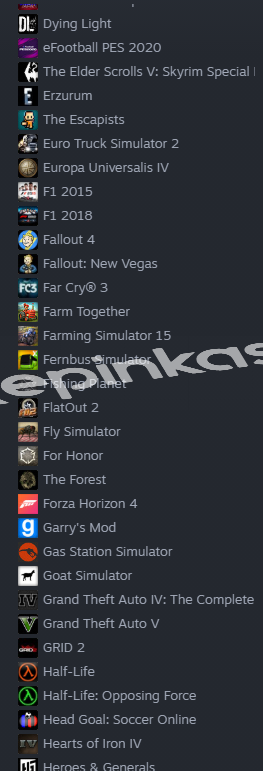 Dying Light
eFootball PES 2020
The Elder Scrolls V: Skyrim Special
Erzurum
The Escapists
Euro Truck Simulator 2
Europa Universalis IV
F1 2015
F1 2018
Fallout 4
Fallout: New Vegas
FC3 Far Cry® 3
Farm Together
Farming Simulator 15
Fernbus Simulator
Fishing Planet
FlatOut 2
Fly Simulator
For Honor
The Forest
Forza Horizon 4
g Garry's Mod
Gas Station Simulator
Goat Simulator
IV Grand Theft Auto IV: The Complete
V Grand Theft Auto V
GRID 2
Half-Life
Half-Life: Opposing Force
Head Goal: Soccer Online
IV Hearts of Iron IV
Heroes & Generals
epinkas